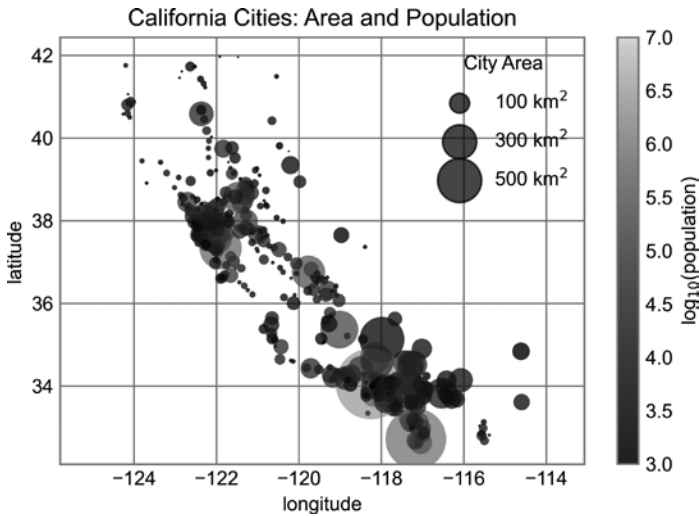 California Cities: Area and Population
42
40
38
36
34
latitude
−124
−122
−120
−118
−116
−114
longitude
City Area
100 km²
300 km²
500 km²
7.0
6.5
6.0
5.5
5.0
4.5
4.0
3.5
3.0
log₁₀(population)